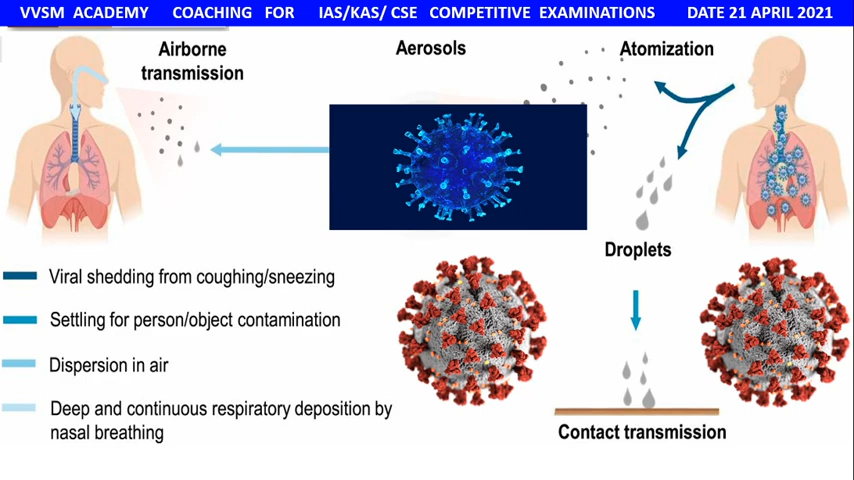 VVSM ACADEMY COACHING FOR IAS/KAS/ CSE COMPETITIVE EXAMINATIONS DATE 21 APRIL 2021
Airborne
transmission
Aerosols
Atomization
Droplets
Viral shedding from coughing/sneezing
Settling for person/object contamination
Dispersion in air
Deep and continuous respiratory deposition by
nasal breathing
Contact transmission